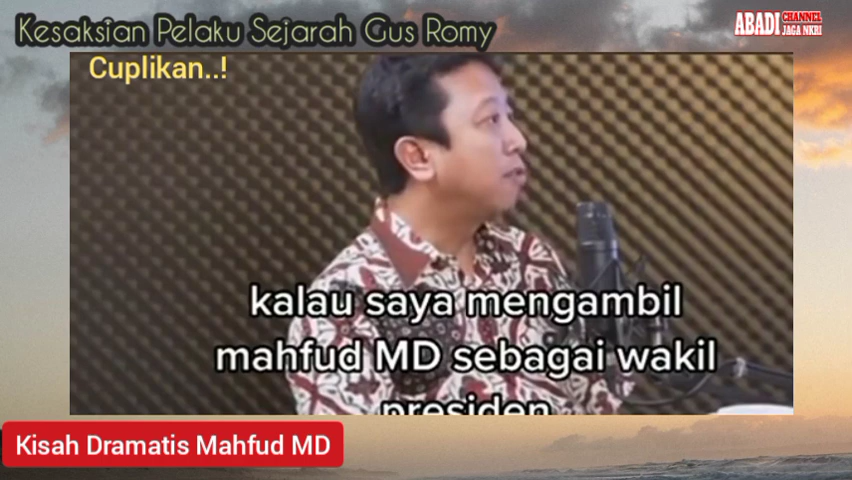 Kesaksian Pelaku Sejarah Gus Romy
ABADI CHANNEL
JAGA NKRI
Cuplikan..!
kalau saya mengambil
mahfud MD sebagai wakil
presiden
Kisah Dramatis Mahfud MD